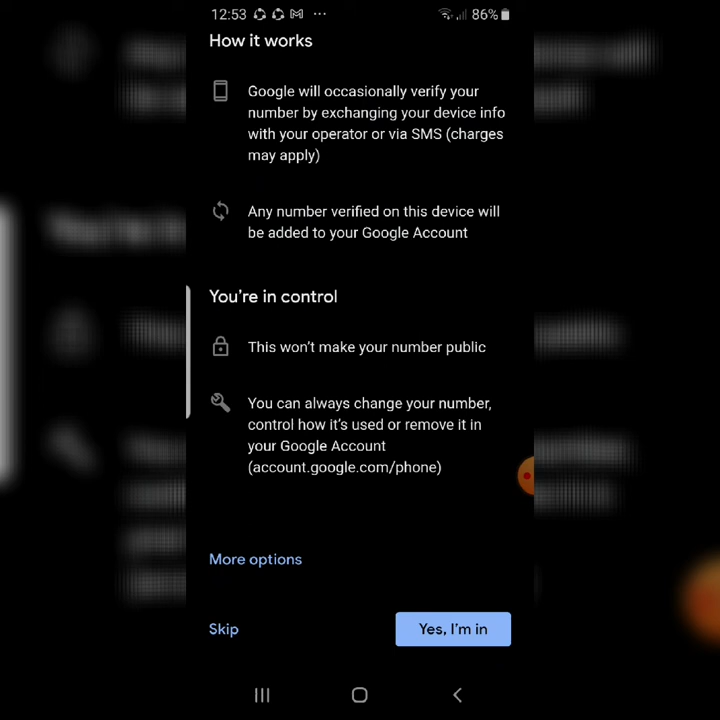 12:53 ... 86%
How it works
Google will occasionally verify your
number by exchanging your device info
with your operator or via SMS (charges
may apply)
Any number verified on this device will
be added to your Google Account
You're in control
This won't make your number public
You can always change your number,
control how it's used or remove it in
your Google Account
(account.google.com/phone)
More options
Skip
Yes, I'm in